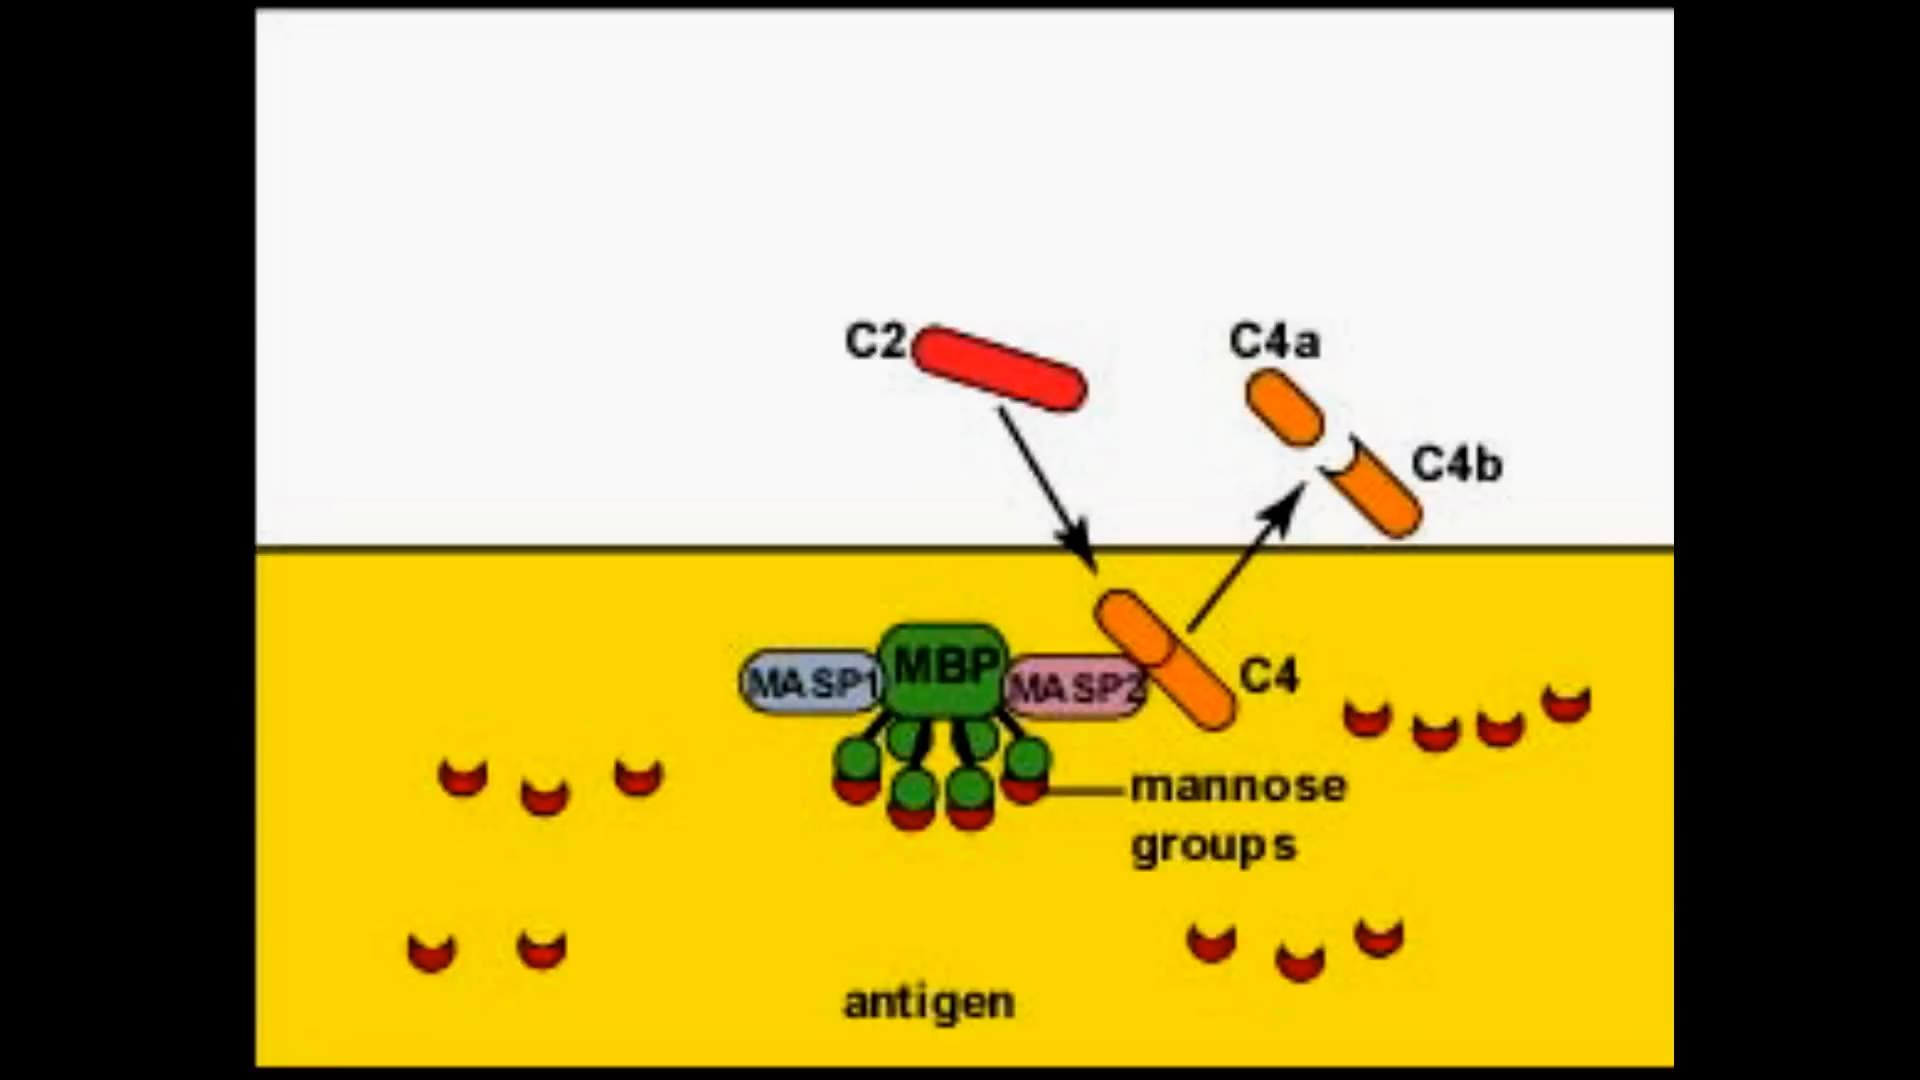 C2
C4a
C4b
MASP1
MBP
MASP2
C4
mannose
groups
antigen